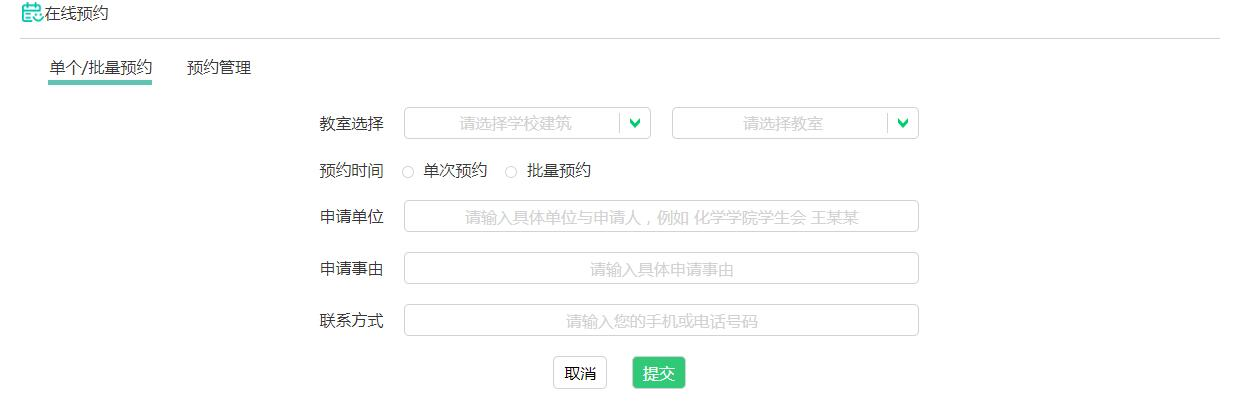 在线预约
单个/批量预约 预约管理
教室选择 请选择学校建筑 请选择教室
预约时间 单次预约 批量预约
申请单位 请输入具体单位与申请人，例如 化学学院学生会 王某某
申请事由 请输入具体申请事由
联系方式 请输入您的手机或电话号码
取消 提交